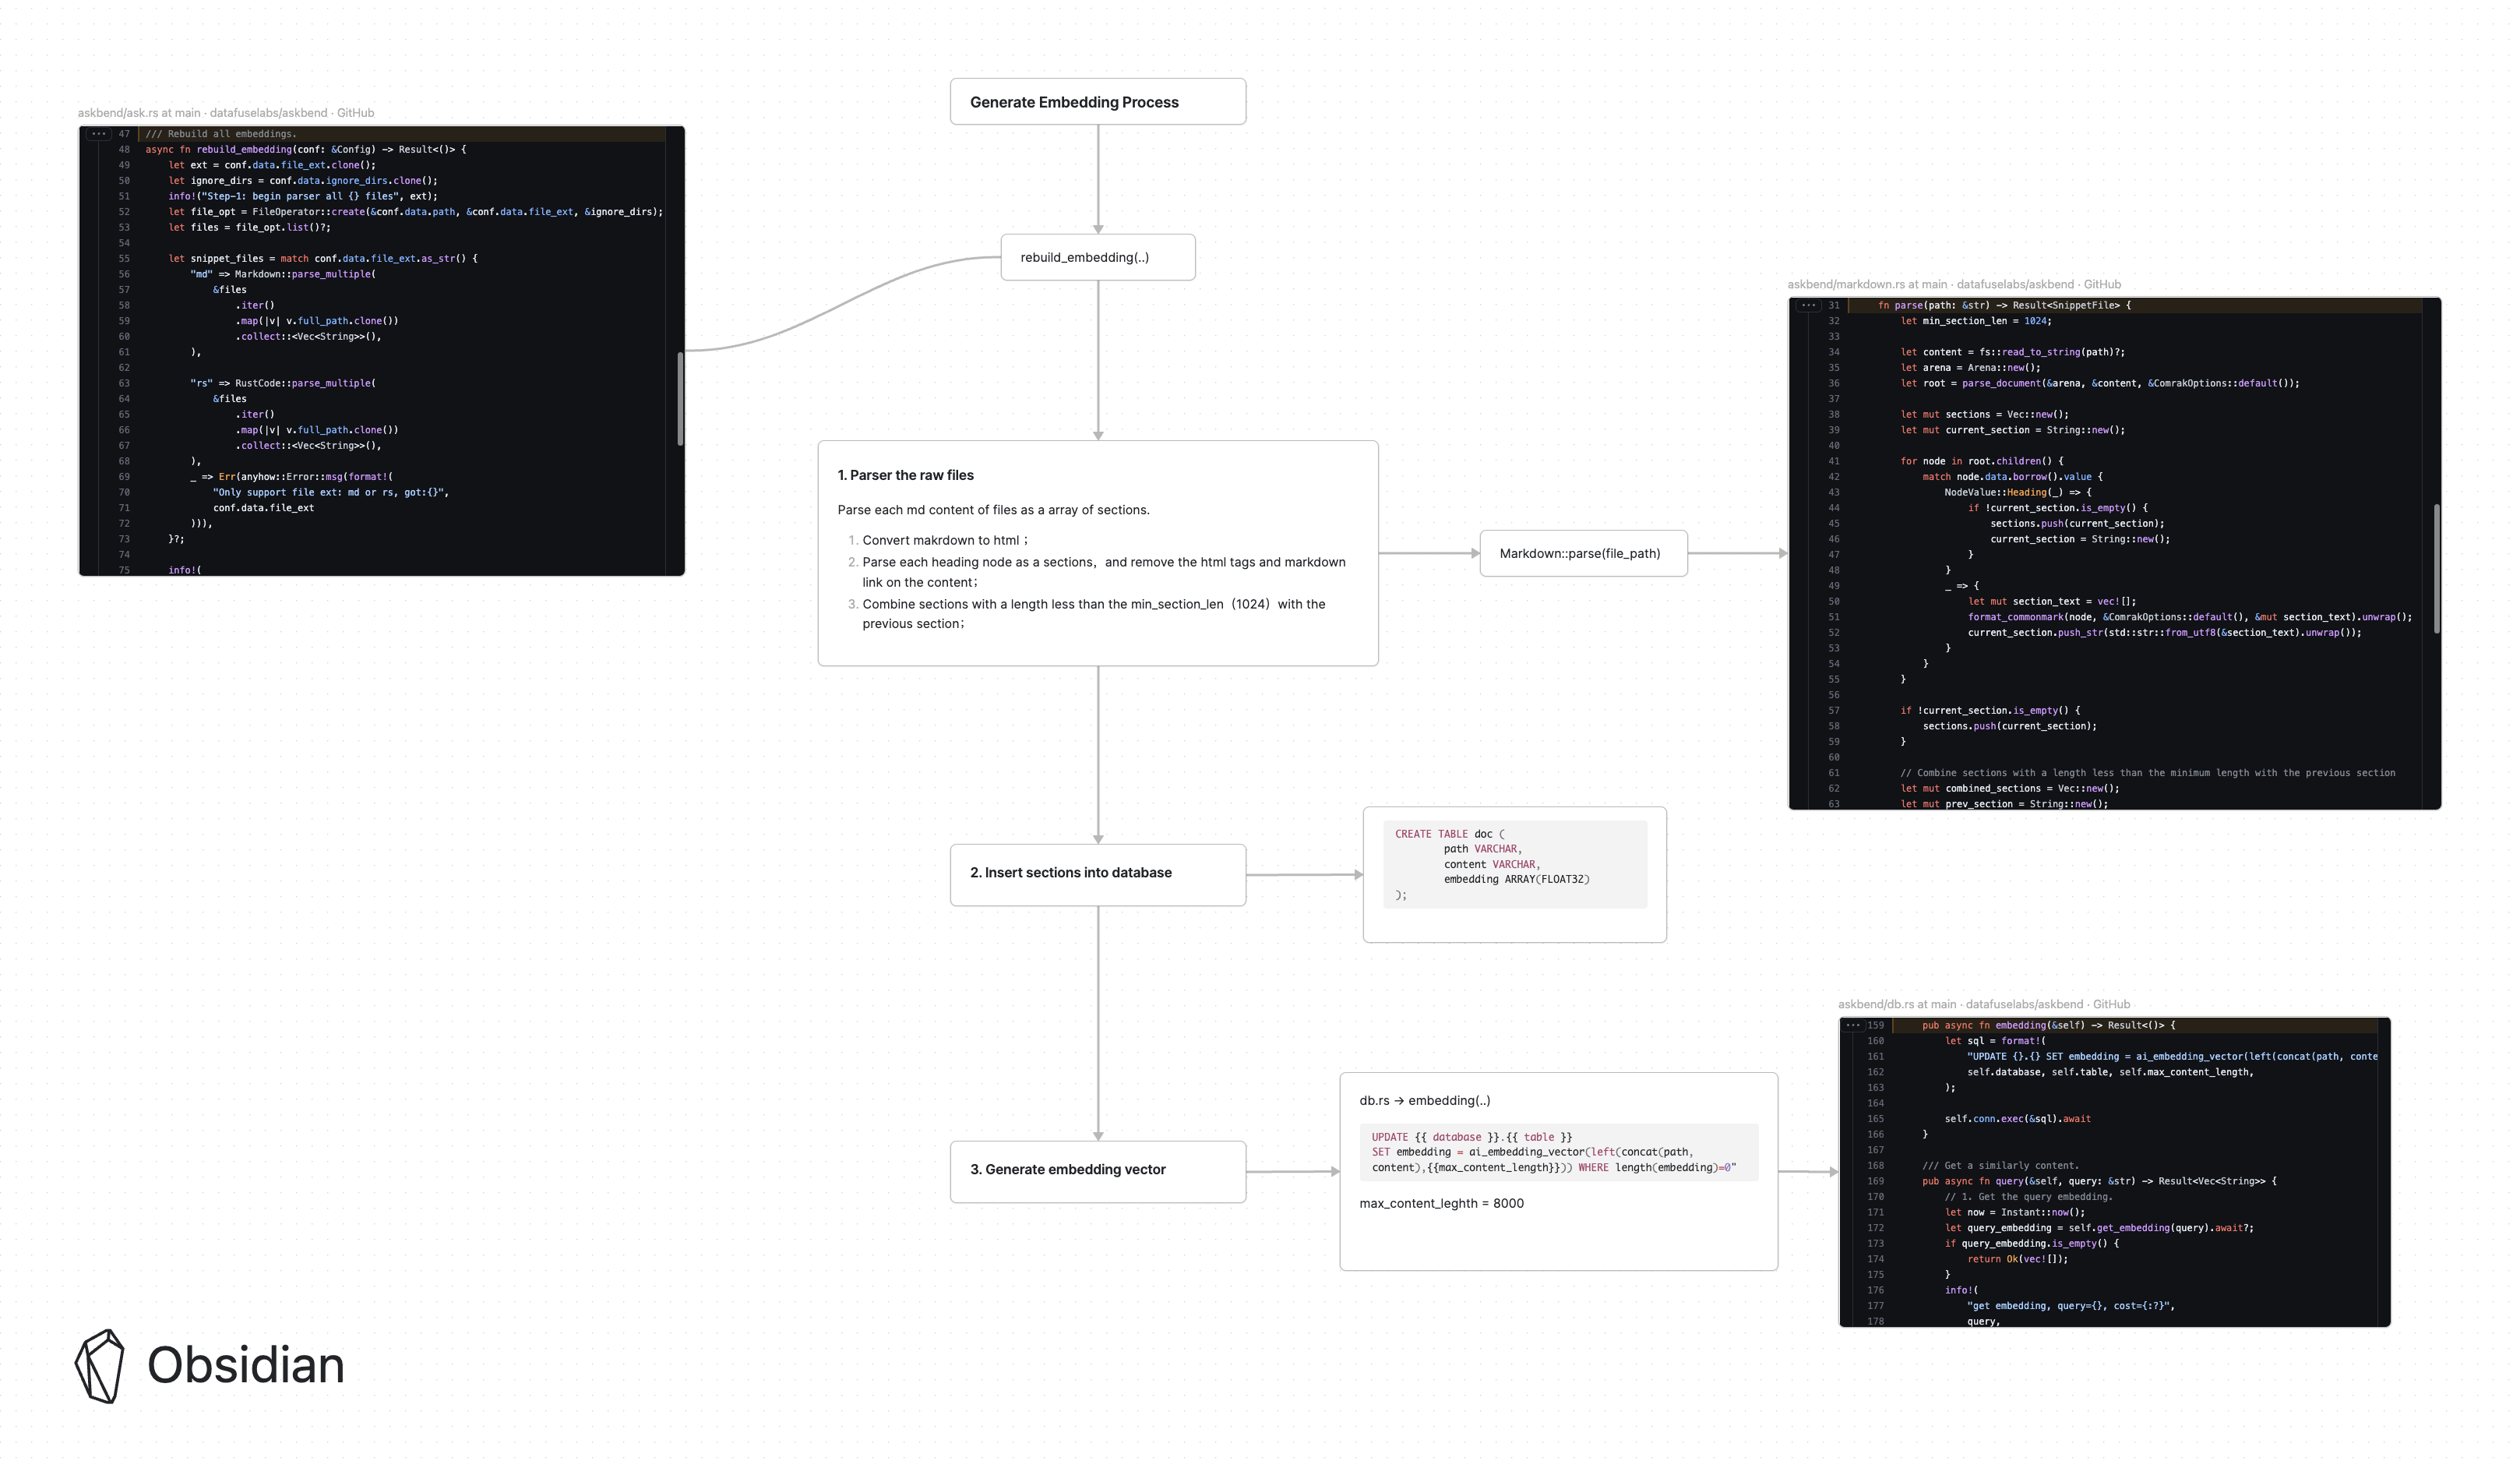 Generate Embedding Process
askbend/ask.rs at main · datafuselabs/askbend · GitHub
47 /// Rebuild all embeddings.
48 async fn rebuild_embedding(conf: &Config) -> Result<()> {
49 let ext = conf.data.file_ext.clone();
50 let ignore_dirs = conf.data.ignore_dirs.clone();
51 info!("Step-1: begin parser all {} files", ext);
52 let file_opt = FileOperator::create(&conf.data.path, &conf.data.file_ext, &ignore_dirs);
53 let files = file_opt.list()?;
54
55 let snippet_files = match conf.data.file_ext.as_str() {
56 "md" => Markdown::parse_multiple(
57 &files
58 .iter()
59 .map(|v| v.full_path.clone())
60 .collect::<Vec<String>>(),
61 ),
62
63 "rs" => RustCode::parse_multiple(
64 &files
65 .iter()
66 .map(|v| v.full_path.clone())
67 .collect::<Vec<String>>(),
68 ),
69 _ => Err(anyhow::Error::msg(format!(
70 "Only support file ext: md or rs, got:{}",
71 conf.data.file_ext
72 ))),
73 }?;
74
75 info!(
rebuild_embedding(..)
1. Parser the raw files
Parse each md content of files as a array of sections.
1. Convert makrdown to html；
2. Parse each heading node as a sections，and remove the html tags and markdown
link on the content；
3. Combine sections with a length less than the min_section_len（1024）with the
previous section；
Markdown::parse(file_path)
askbend/markdown.rs at main · datafuselabs/askbend · GitHub
31 fn parse(path: &str) -> Result<SnippetFile> {
32 let min_section_len = 1024;
33
34 let content = fs::read_to_string(path)?;
35 let arena = Arena::new();
36 let root = parse_document(&arena, &content, &ComrakOptions::default());
37
38 let mut sections = Vec::new();
39 let mut current_section = String::new();
40
41 for node in root.children() {
42 match node.data.borrow().value {
43 NodeValue::Heading(_) => {
44 if !current_section.is_empty() {
45 sections.push(current_section);
46 current_section = String::new();
47 }
48 }
49 _ => {
50 let mut section_text = vec![];
51 format_commonmark(node, &ComrakOptions::default(), &mut section_text).unwrap();
52 current_section.push_str(std::str::from_utf8(&section_text).unwrap());
53 }
54 }
55 }
56
57 if !current_section.is_empty() {
58 sections.push(current_section);
59 }
60
61 // Combine sections with a length less than the minimum length with the previous section
62 let mut combined_sections = Vec::new();
63 let mut prev_section = String::new();
2. Insert sections into database
CREATE TABLE doc (
path VARCHAR,
content VARCHAR,
embedding ARRAY(FLOAT32)
);
3. Generate embedding vector
db.rs → embedding(..)
UPDATE {{ database }}.{{ table }}
SET embedding = ai_embedding_vector(left(concat(path,
content),{{max_content_length}})) WHERE length(embedding)=0"
max_content_leghth = 8000
askbend/db.rs at main · datafuselabs/askbend · GitHub
159 pub async fn embedding(&self) -> Result<()> {
160 let sql = format!(
161 "UPDATE {}.{} SET embedding = ai_embedding_vector(left(concat(path, conte
162 self.database, self.table, self.max_content_length,
163 );
164
165 self.conn.exec(&sql).await
166 }
167
168 /// Get a similarly content.
169 pub async fn query(&self, query: &str) -> Result<Vec<String>> {
170 // 1. Get the query embedding.
171 let now = Instant::now();
172 let query_embedding = self.get_embedding(query).await?;
173 if query_embedding.is_empty() {
174 return Ok(vec![]);
175 }
176 info!(
177 "get embedding, query={}, cost={:?}",
178 query,
Obsidian